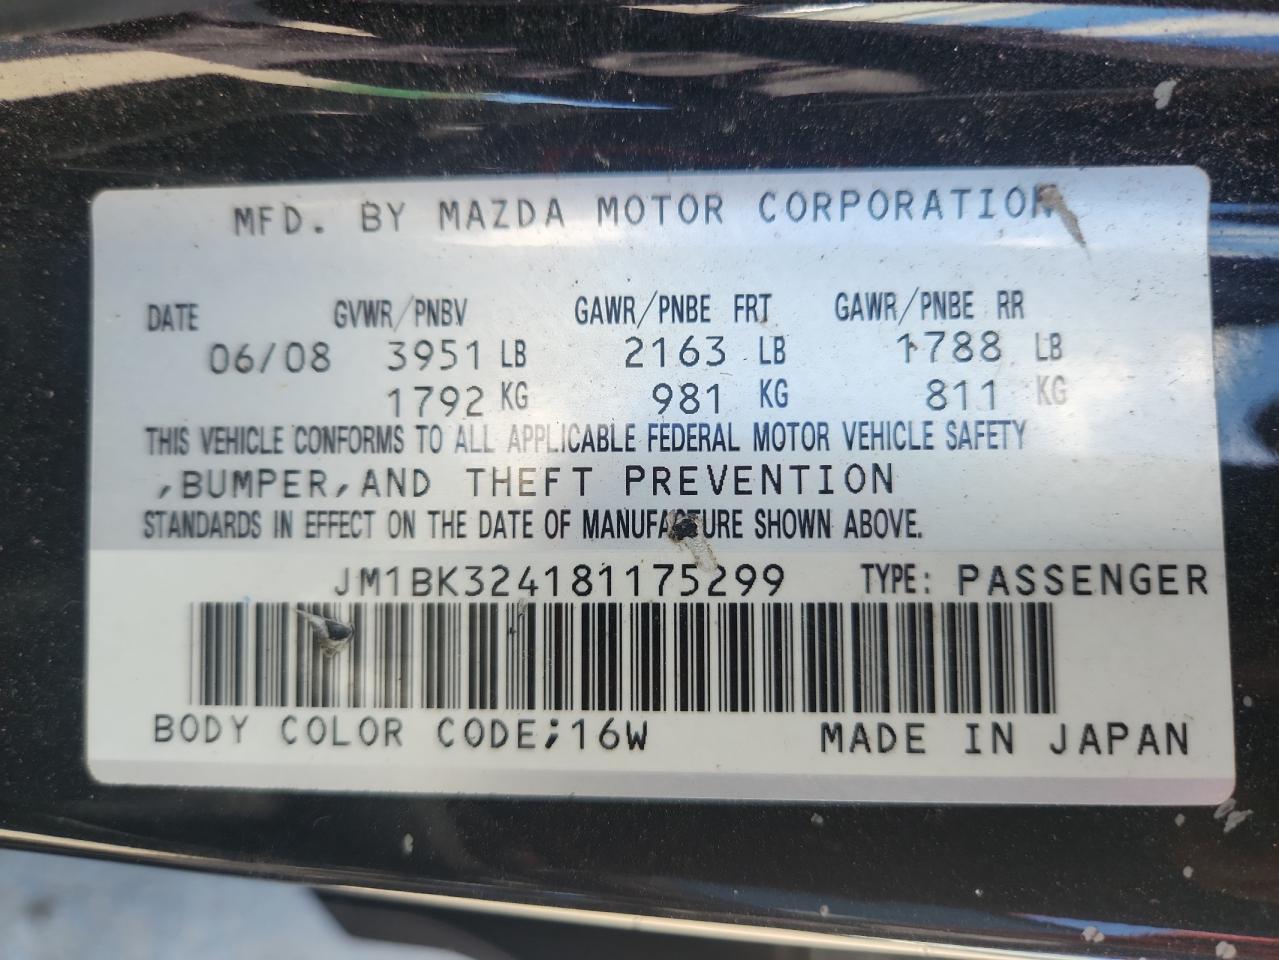 MFD. BY MAZDA MOTOR CORPORATION
DATE GVWR/PNBV GAWR/PNBE FRT GAWR/PNBE RR
06/08 3951 LB 2163 LB 1788 LB
1792 KG 981 KG 811 KG
THIS VEHICLE CONFORMS TO ALL APPLICABLE FEDERAL MOTOR VEHICLE SAFETY
,BUMPER,AND THEFT PREVENTION
STANDARDS IN EFFECT ON THE DATE OF MANUFACTURE SHOWN ABOVE.
JM1BK324181175299 TYPE: PASSENGER
BODY COLOR CODE;16W MADE IN JAPAN